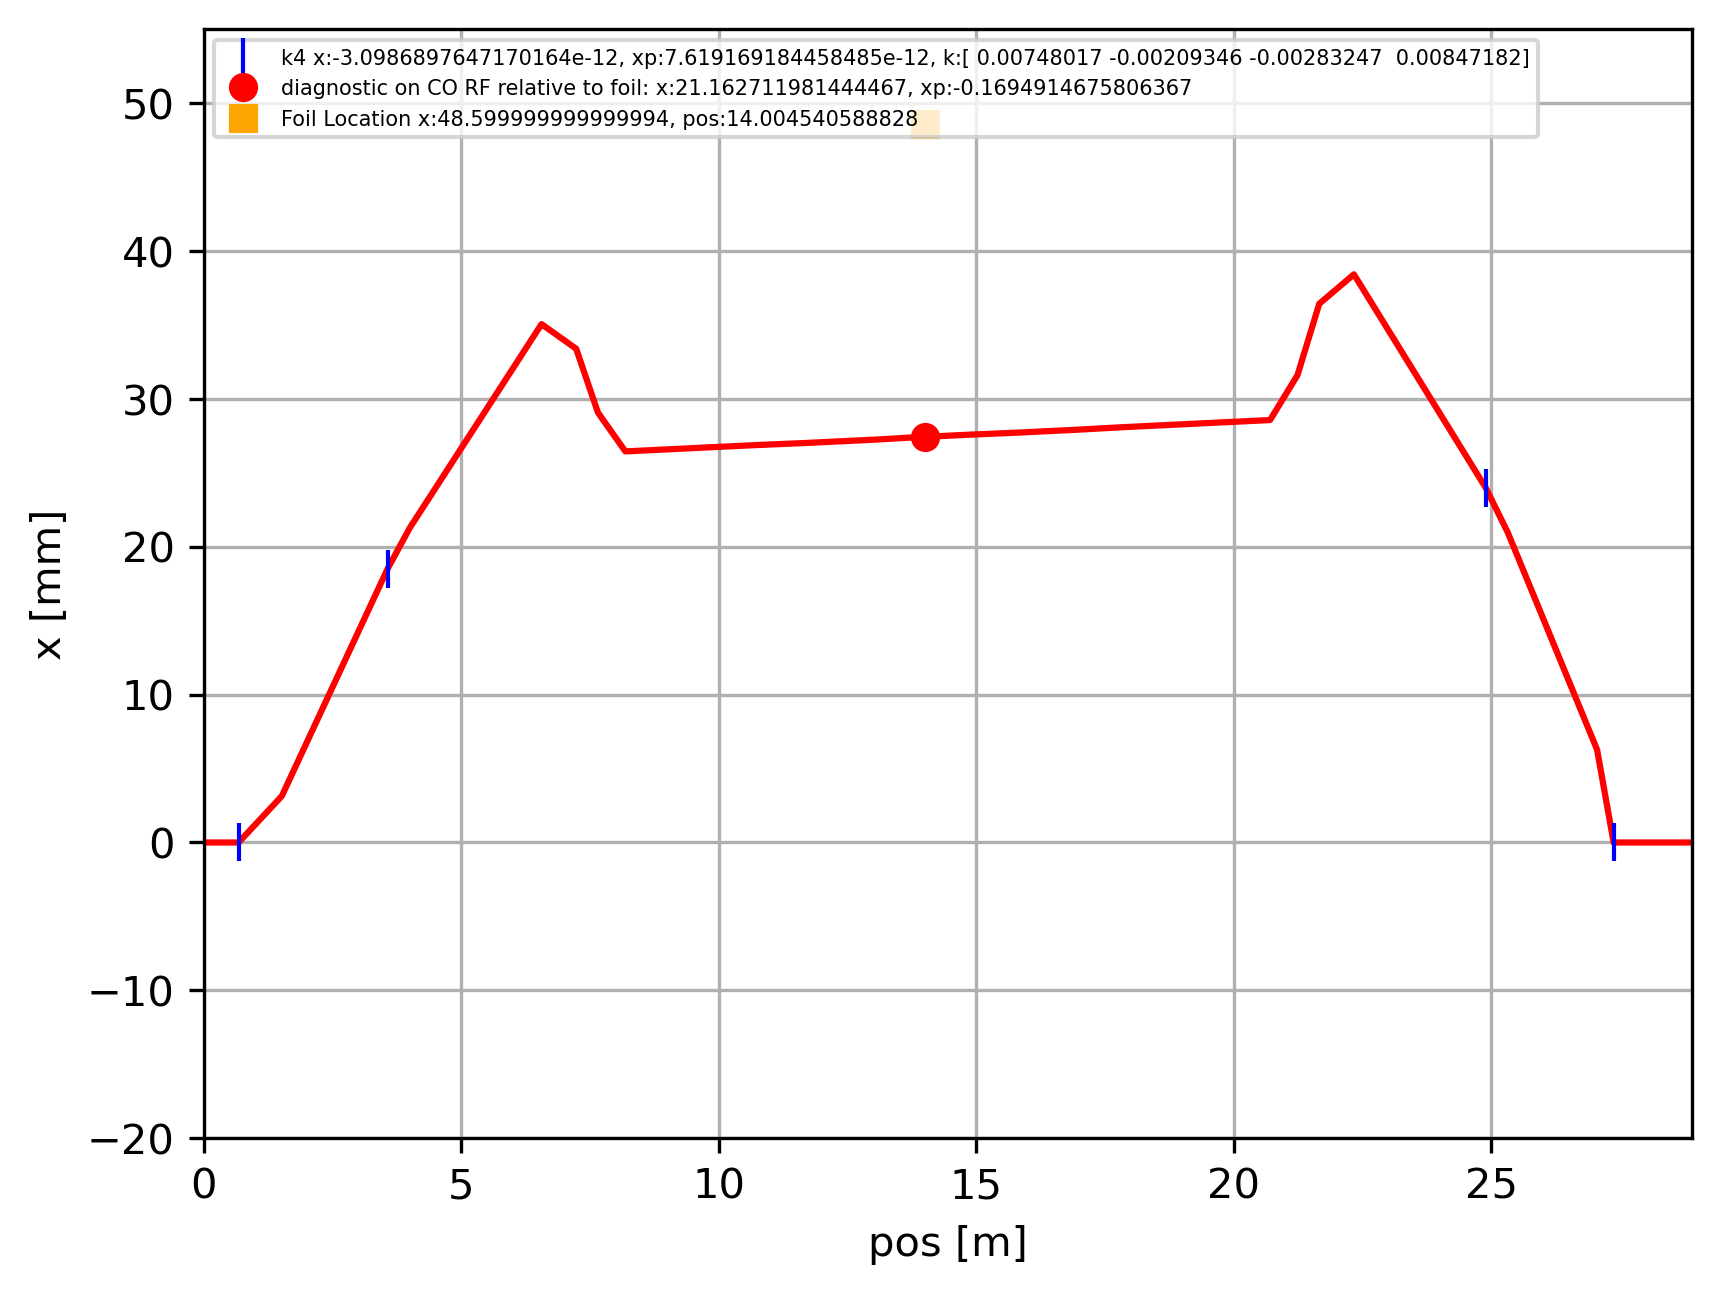 k4 x:-3.0986897647170164e-12, xp:7.619169184458485e-12, k:[ 0.00748017 -0.00209346 -0.00283247  0.00847182]
diagnostic on CO RF relative to foil: x:21.162711981444467, xp:-0.1694914675806367
Foil Location x:48.599999999999994, pos:14.004540588828
50
40
30
20
10
0
−10
−20
x [mm]
0 5 10 15 20 25
pos [m]